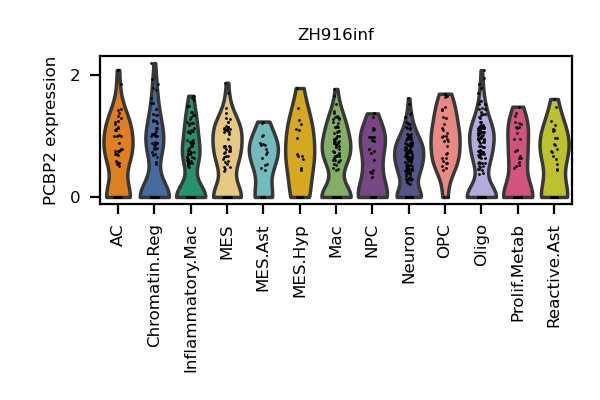 ZH916inf
PCBP2 expression
2
0
AC
Chromatin.Reg
Inflammatory.Mac
MES
MES.Ast
MES.Hyp
Mac
NPC
Neuron
OPC
Oligo
Prolif.Metab
Reactive.Ast